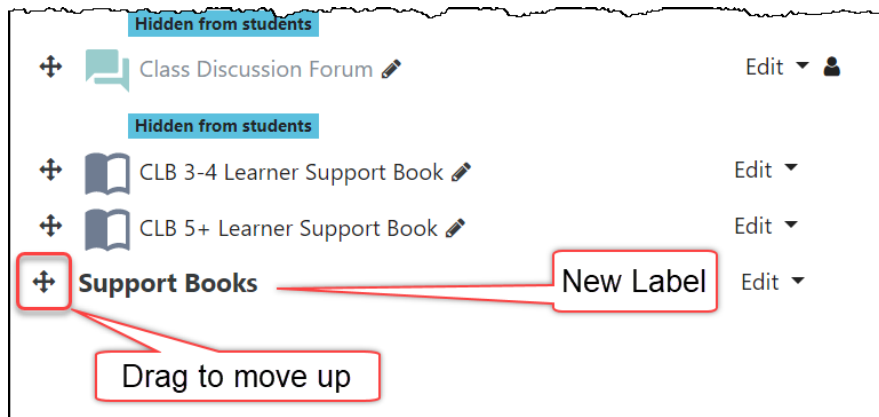 Hidden from students
Class Discussion Forum Edit
Hidden from students
CLB 3-4 Learner Support Book Edit
CLB 5+ Learner Support Book Edit
Support Books New Label Edit
Drag to move up